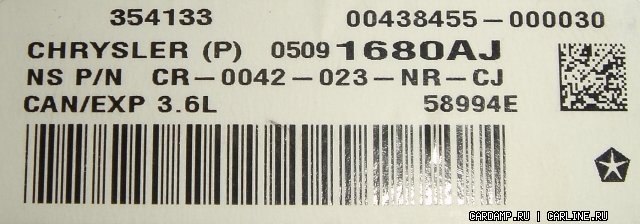 354133 00438455-000030
CHRYSLER (P) 05091680AJ
NS P/N CR-0042-023-NR-CJ
CAN/EXP 3.6L 58994E
CARDAMP.RU | CARLINE.RU